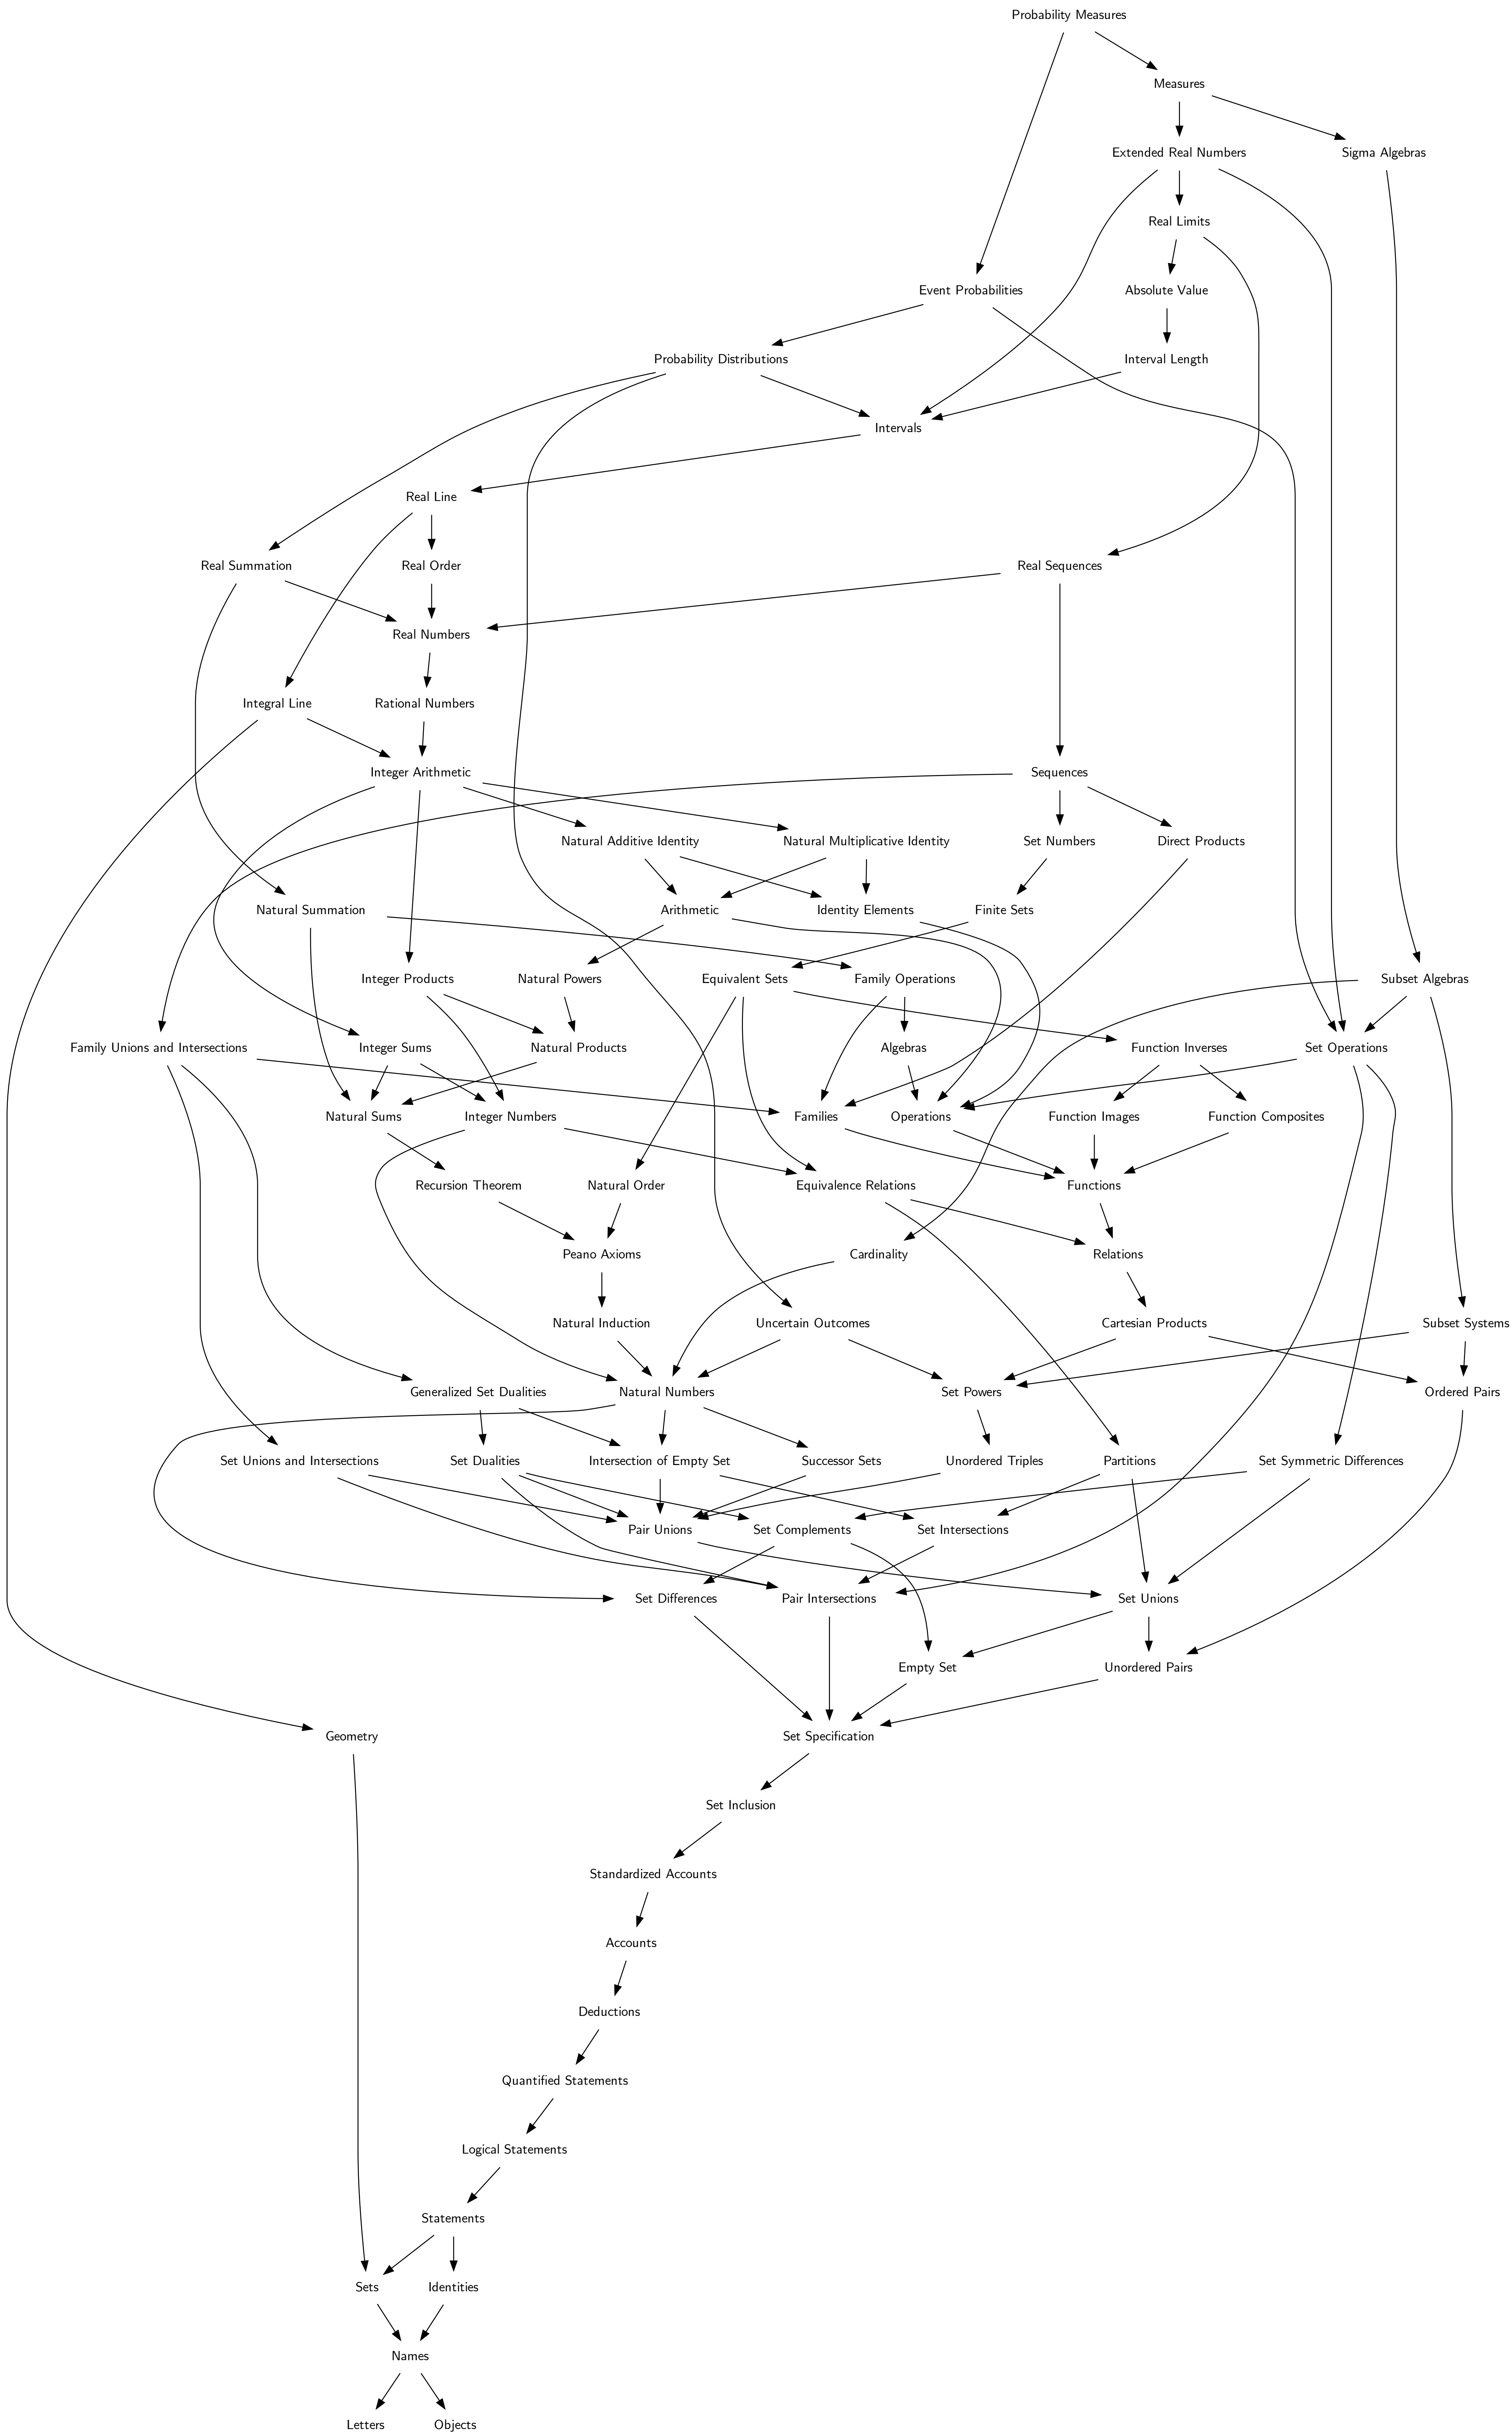 Probability Measures
Measures
Extended Real Numbers
Sigma Algebras
Real Limits
Event Probabilities
Absolute Value
Probability Distributions
Interval Length
Intervals
Real Line
Real Summation
Real Order
Real Sequences
Real Numbers
Integral Line
Rational Numbers
Integer Arithmetic
Sequences
Natural Additive Identity
Natural Multiplicative Identity
Set Numbers
Direct Products
Natural Summation
Arithmetic
Identity Elements
Finite Sets
Integer Products
Natural Powers
Equivalent Sets
Family Operations
Subset Algebras
Family Unions and Intersections
Integer Sums
Natural Products
Algebras
Function Inverses
Set Operations
Natural Sums
Integer Numbers
Families
Operations
Function Images
Function Composites
Recursion Theorem
Natural Order
Equivalence Relations
Functions
Peano Axioms
Cardinality
Relations
Natural Induction
Uncertain Outcomes
Cartesian Products
Subset Systems
Generalized Set Dualities
Natural Numbers
Set Powers
Ordered Pairs
Set Unions and Intersections
Set Dualities
Intersection of Empty Set
Successor Sets
Unordered Triples
Partitions
Set Symmetric Differences
Pair Unions
Set Complements
Set Intersections
Set Differences
Pair Intersections
Set Unions
Empty Set
Unordered Pairs
Geometry
Set Specification
Set Inclusion
Standardized Accounts
Accounts
Deductions
Quantified Statements
Logical Statements
Statements
Sets
Identities
Names
Letters
Objects